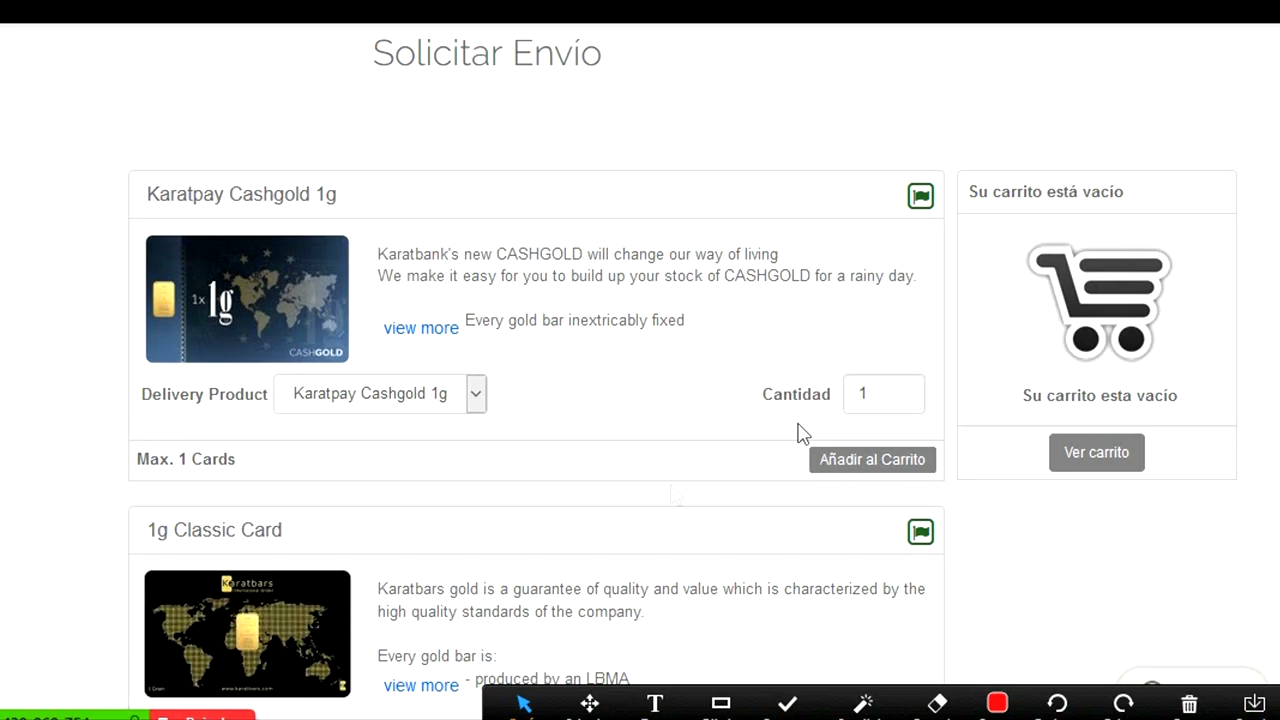 Solicitar Envío
Karatpay Cashgold 1g
Su carrito está vacío
1x 1g
CASHGOLD
Karatbank's new CASHGOLD will change our way of living
We make it easy for you to build up your stock of CASHGOLD for a rainy day.
view more Every gold bar inextricably fixed
Delivery Product Karatpay Cashgold 1g
Cantidad 1
Su carrito esta vacío
Max. 1 Cards
Añadir al Carrito
Ver carrito
1g Classic Card
Karatbars
Karatbars gold is a guarantee of quality and value which is characterized by the
high quality standards of the company.
Every gold bar is:
view more - produced by an LBMA